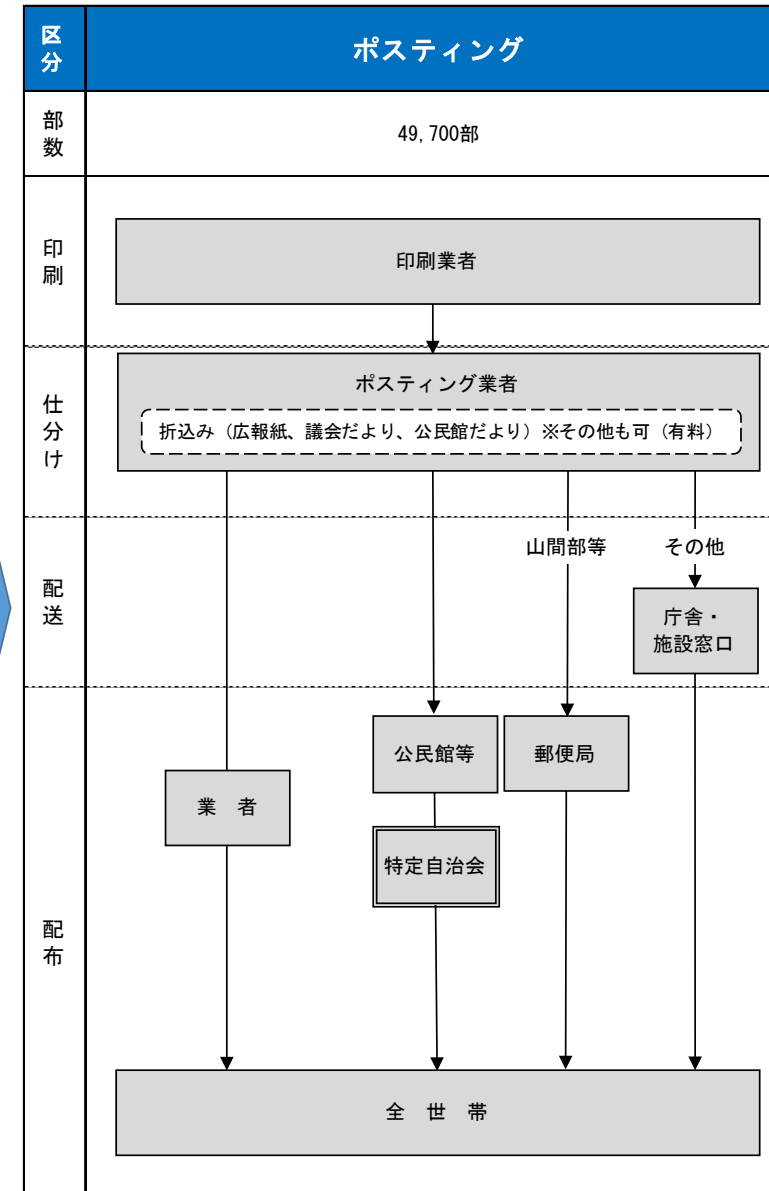 区分
ポスティング
部数
49,700部
印刷
印刷業者
仕分け
ポスティング業者
折込み（広報紙、議会だより、公民館だより）※その他も可（有料）
配送
山間部等
その他
庁舎・
施設窓口
配布
公民館等
郵便局
業　者
特定自治会
全　世　帯